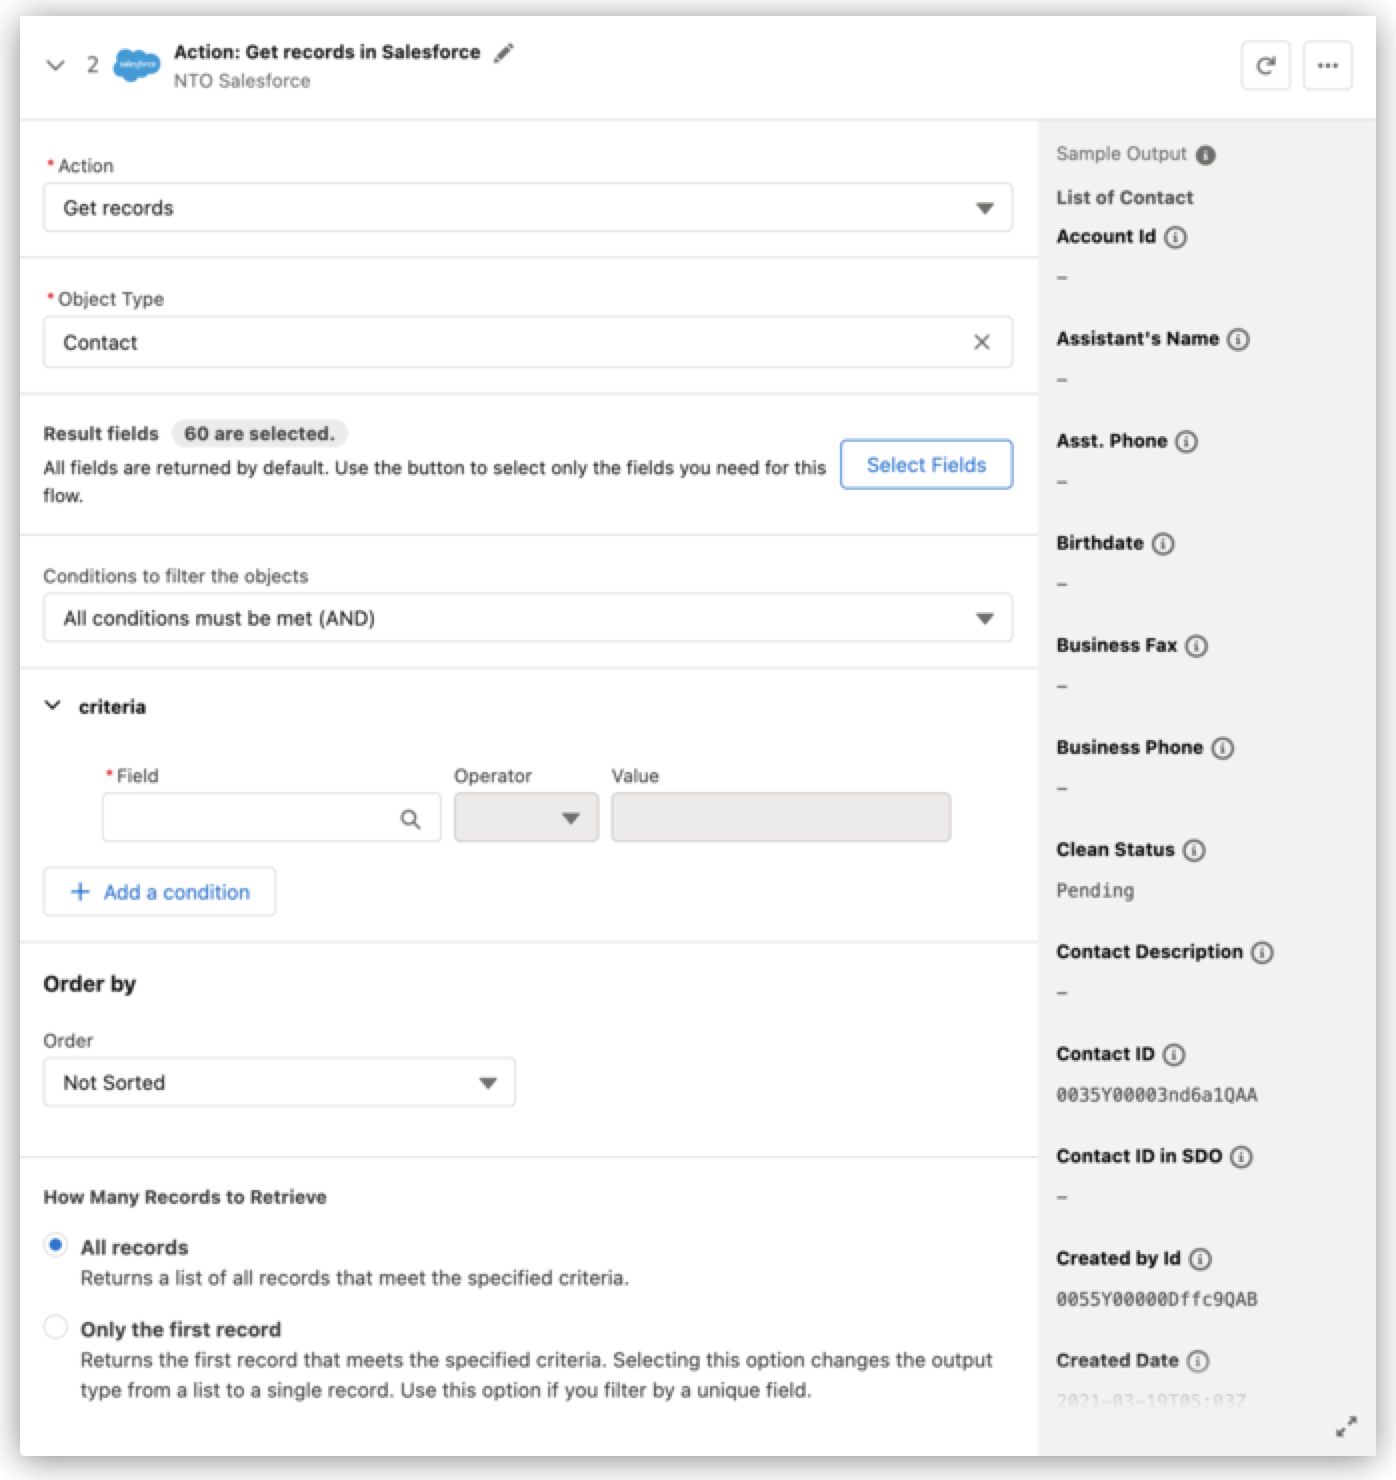 2
salesforce
Action: Get records in Salesforce
NTO Salesforce
* Action
Get records
* Object Type
Contact
Result fields 60 are selected.
All fields are returned by default. Use the button to select only the fields you need for this
flow.
Select Fields
Conditions to filter the objects
All conditions must be met (AND)
criteria
* Field
Operator
Value
+ Add a condition
Order by
Order
Not Sorted
How Many Records to Retrieve
All records
Returns a list of all records that meet the specified criteria.
Only the first record
Returns the first record that meets the specified criteria. Selecting this option changes the output
type from a list to a single record. Use this option if you filter by a unique field.
Sample Output
List of Contact
Account Id
–
Assistant's Name
–
Asst. Phone
–
Birthdate
–
Business Fax
–
Business Phone
–
Clean Status
Pending
Contact Description
–
Contact ID
0035Y00003nd6a1QAA
Contact ID in SDO
–
Created by Id
0055Y00000Dffc9QAB
Created Date
2021-03-19T05:03Z